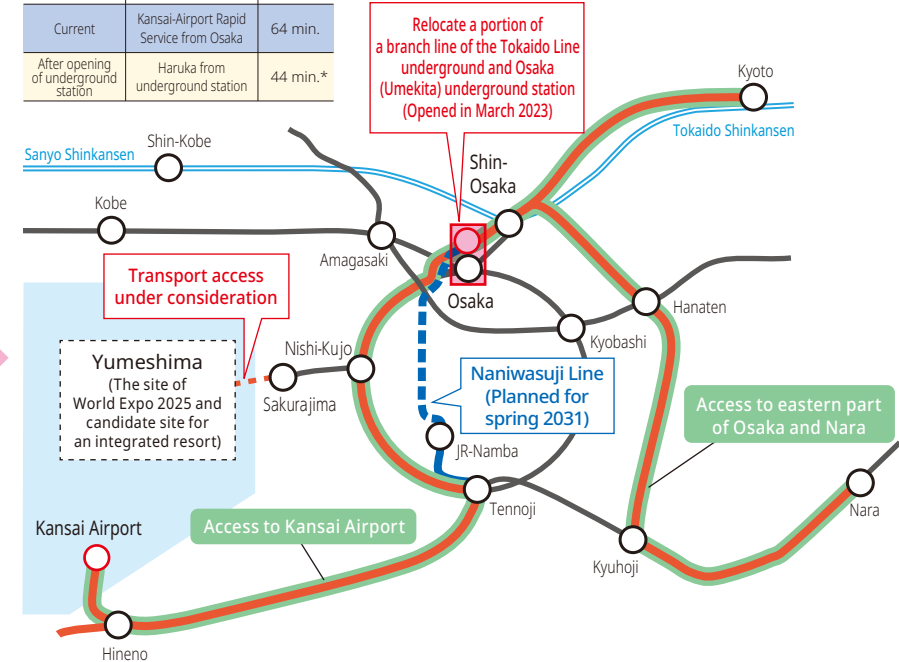 Current
Kansai-Airport Rapid
Service from Osaka
64 min.
After opening
of underground
station
Haruka from
underground station
44 min.*
Relocate a portion of
a branch line of the Tokaido Line
underground and Osaka
(Umekita) underground station
(Opened in March 2023)
Kyoto
Tokaido Shinkansen
Shin-Kobe
Sanyo Shinkansen
Shin-
Osaka
Kobe
Amagasaki
Osaka
Transport access
under consideration
Hanaten
Kyobashi
Nishi-Kujo
Yumeshima
(The site of
World Expo 2025 and
candidate site for
an integrated resort)
Sakurajima
Naniwasuji Line
(Planned for
spring 2031)
Access to eastern part
of Osaka and Nara
JR-Namba
Tennoji
Nara
Kansai Airport
Access to Kansai Airport
Kyuhoji
Hineno